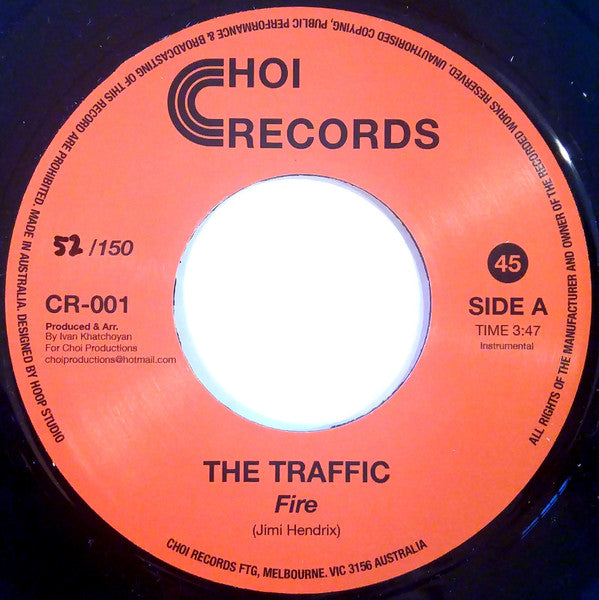 CHOI
RECORDS
52 /150
CR-001
Produced & Arr.
By Ivan Khatchoyan
For Choi Productions
choiproductions@hotmail.com
45
SIDE A
TIME 3:47
Instrumental
THE TRAFFIC
Fire
(Jimi Hendrix)
CHOI RECORDS FTG, MELBOURNE. VIC 3156 AUSTRALIA
ALL RIGHTS OF THE MANUFACTURER AND OWNER OF THE RECORDED WORKS RESERVED. UNAUTHORISED COPYING, PUBLIC PERFORMANCE & BROADCASTING OF THIS RECORD ARE PROHIBITED. MADE IN AUSTRALIA. DESIGNED BY HOOP STUDIO